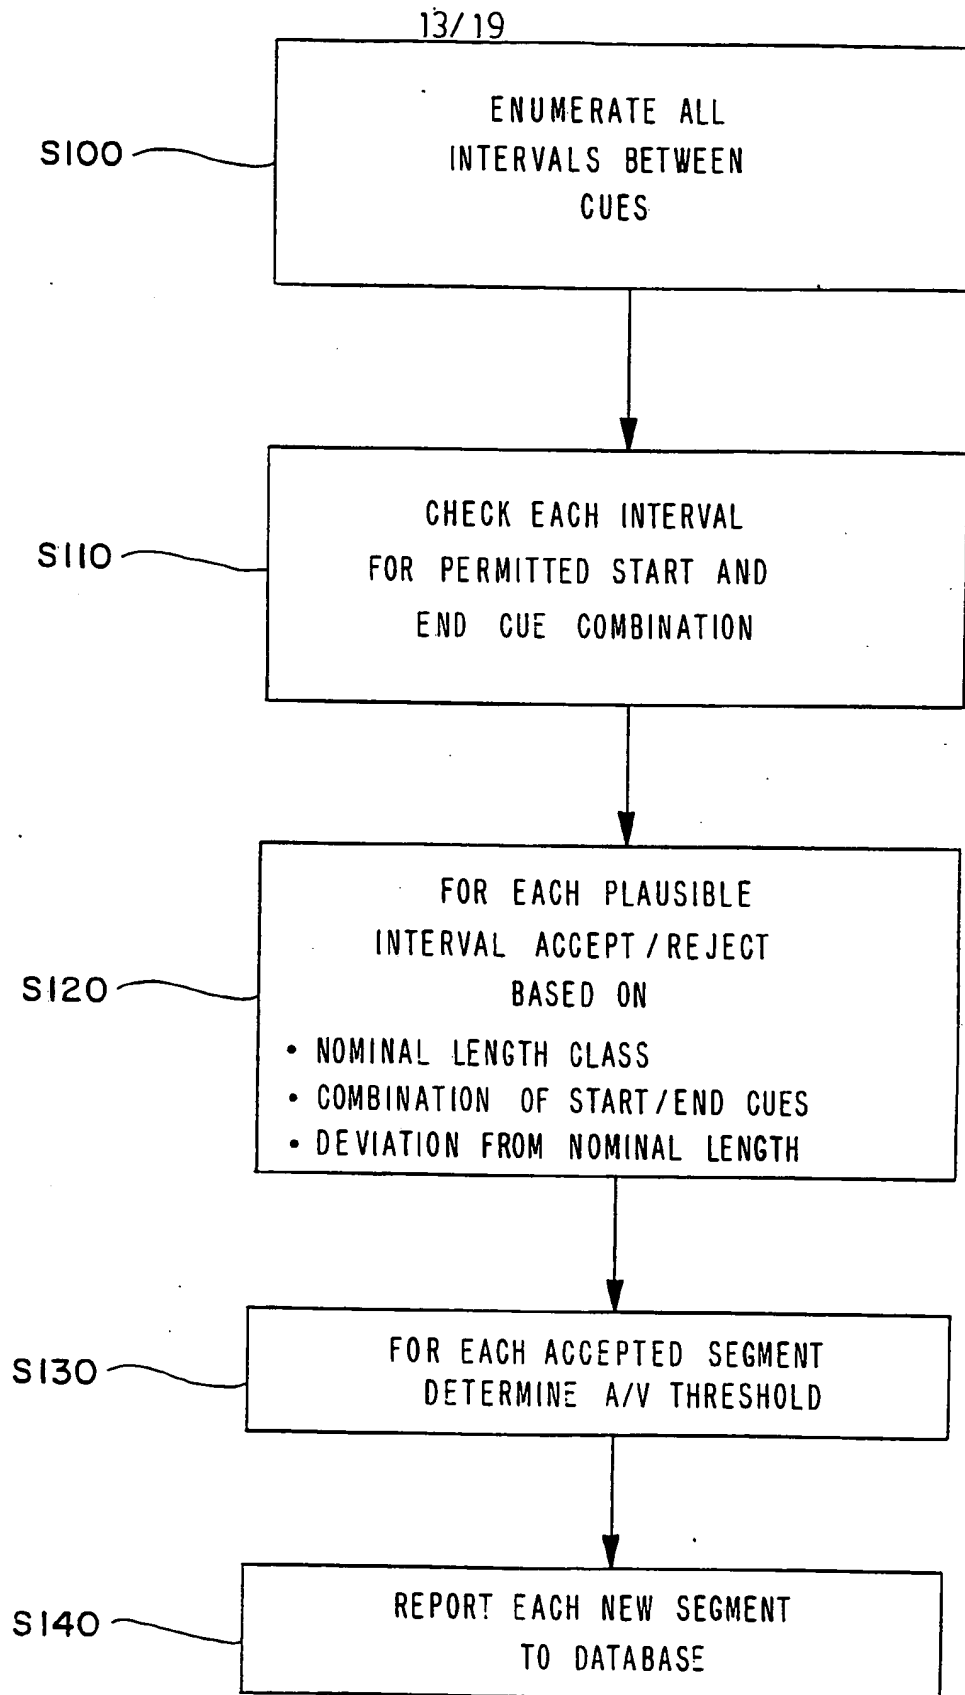 13/19
S100
ENUMERATE ALL
INTERVALS BETWEEN
CUES
S110
CHECK EACH INTERVAL
FOR PERMITTED START AND
END CUE COMBINATION
S120
FOR EACH PLAUSIBLE
INTERVAL ACCEPT/REJECT
BASED ON
• NOMINAL LENGTH CLASS
• COMBINATION OF START/END CUES
• DEVIATION FROM NOMINAL LENGTH
S130
FOR EACH ACCEPTED SEGMENT
DETERMINE A/V THRESHOLD
S140
REPORT EACH NEW SEGMENT
TO DATABASE